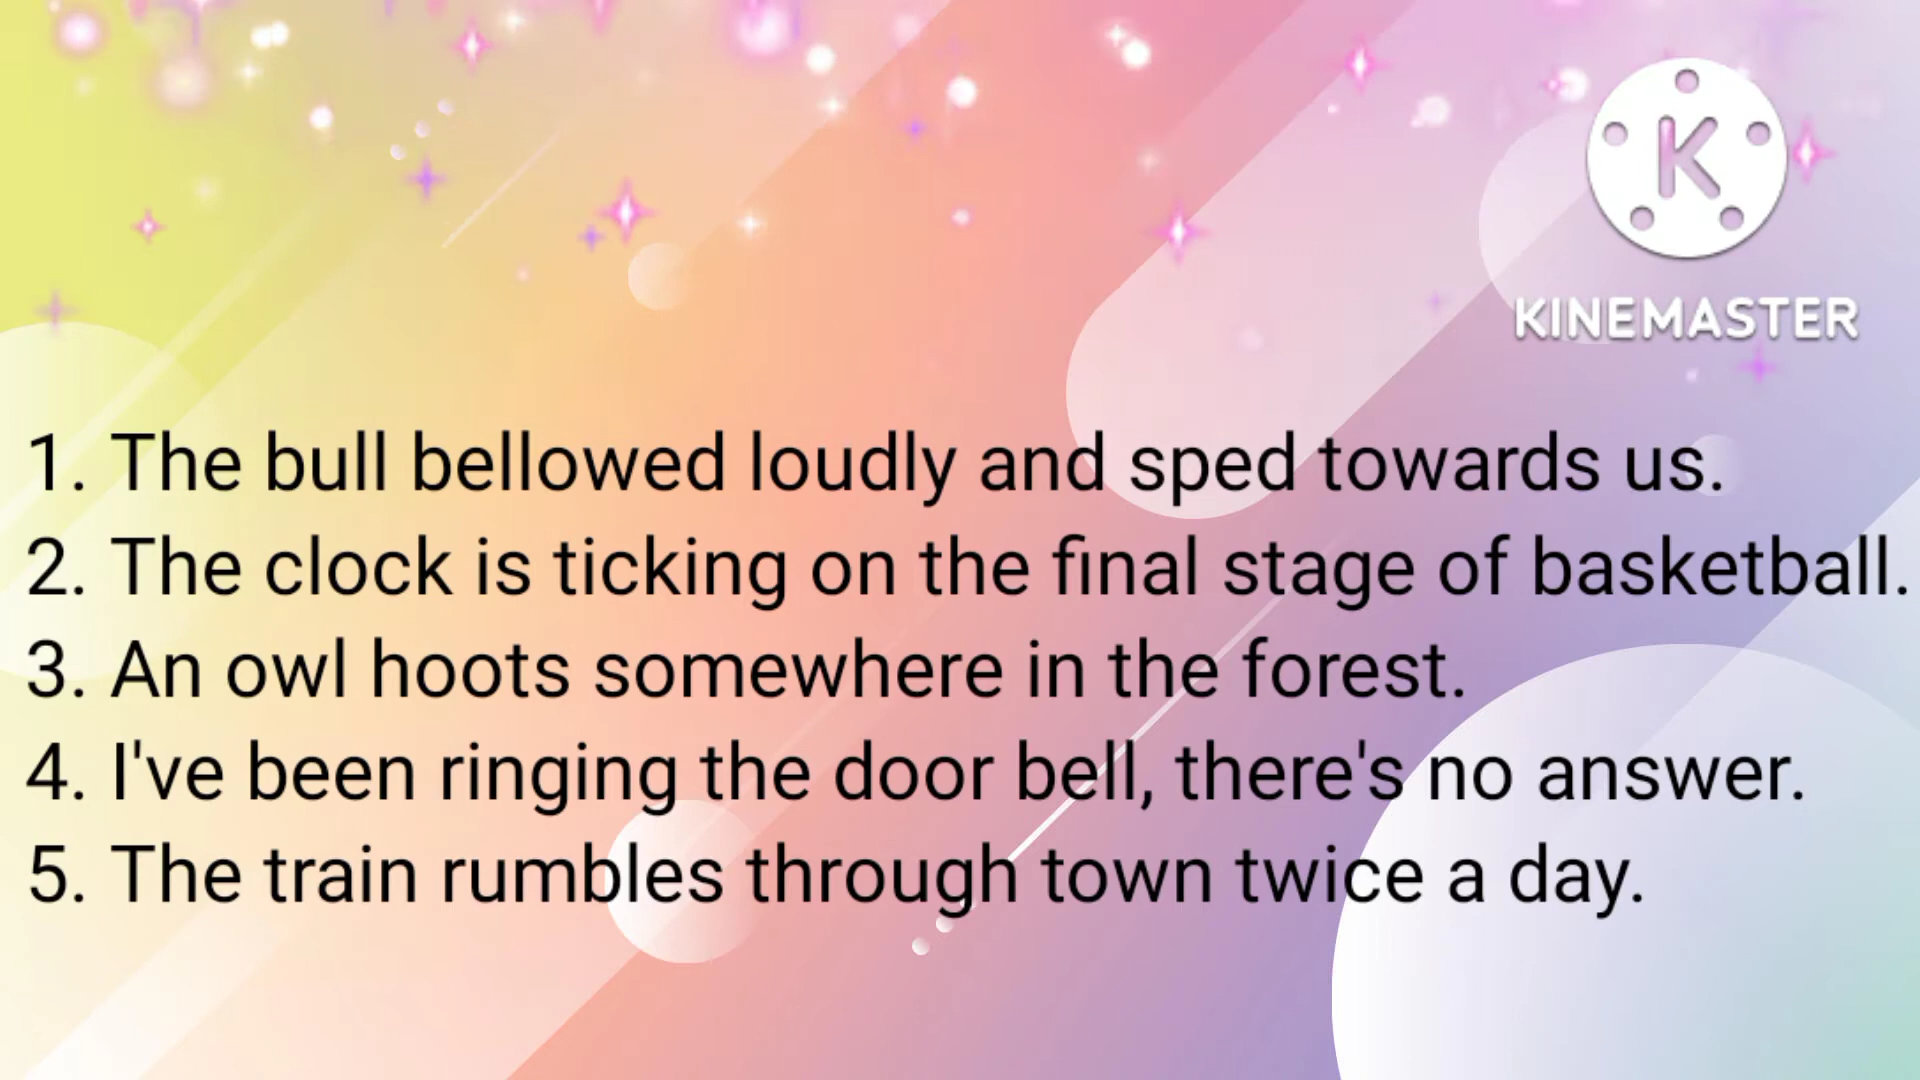 K
KINEMASTER
1. The bull bellowed loudly and sped towards us.
2. The clock is ticking on the final stage of basketball.
3. An owl hoots somewhere in the forest.
4. I've been ringing the door bell, there's no answer.
5. The train rumbles through town twice a day.